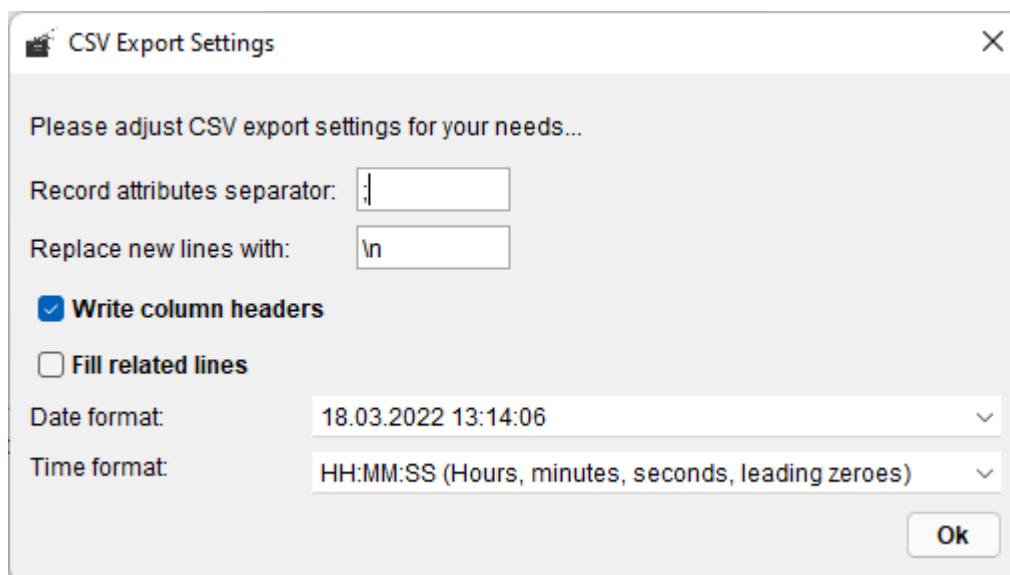 CSV Export Settings
Please adjust CSV export settings for your needs...
Record attributes separator: ;
Replace new lines with: \n
Write column headers
Fill related lines
Date format: 18.03.2022 13:14:06
Time format: HH:MM:SS (Hours, minutes, seconds, leading zeroes)
Ok